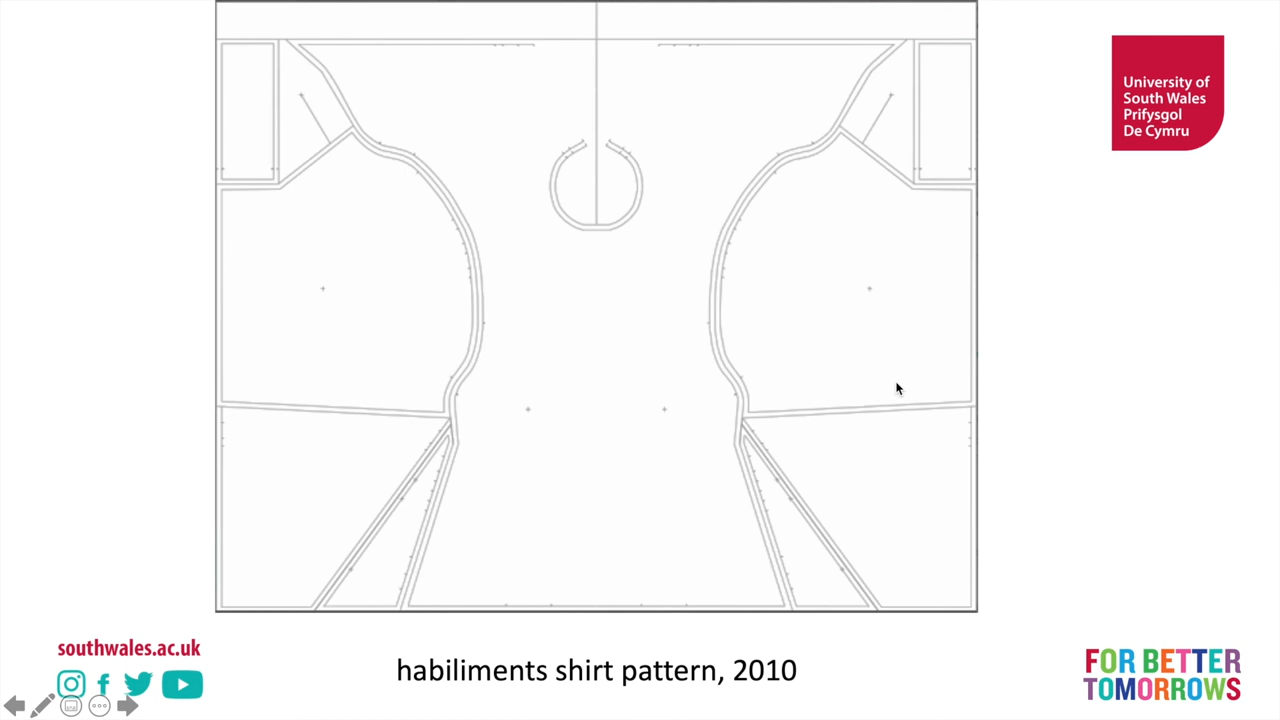 University of
South Wales
Prifysgol
De Cymru
southwales.ac.uk
habiliments shirt pattern, 2010
FOR BETTER
TOMORROWS